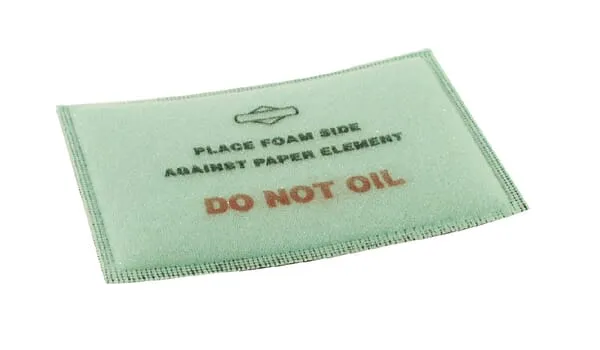 PLACE FOAM SIDE
AGAINST PAPER ELEMENT
DO NOT OIL